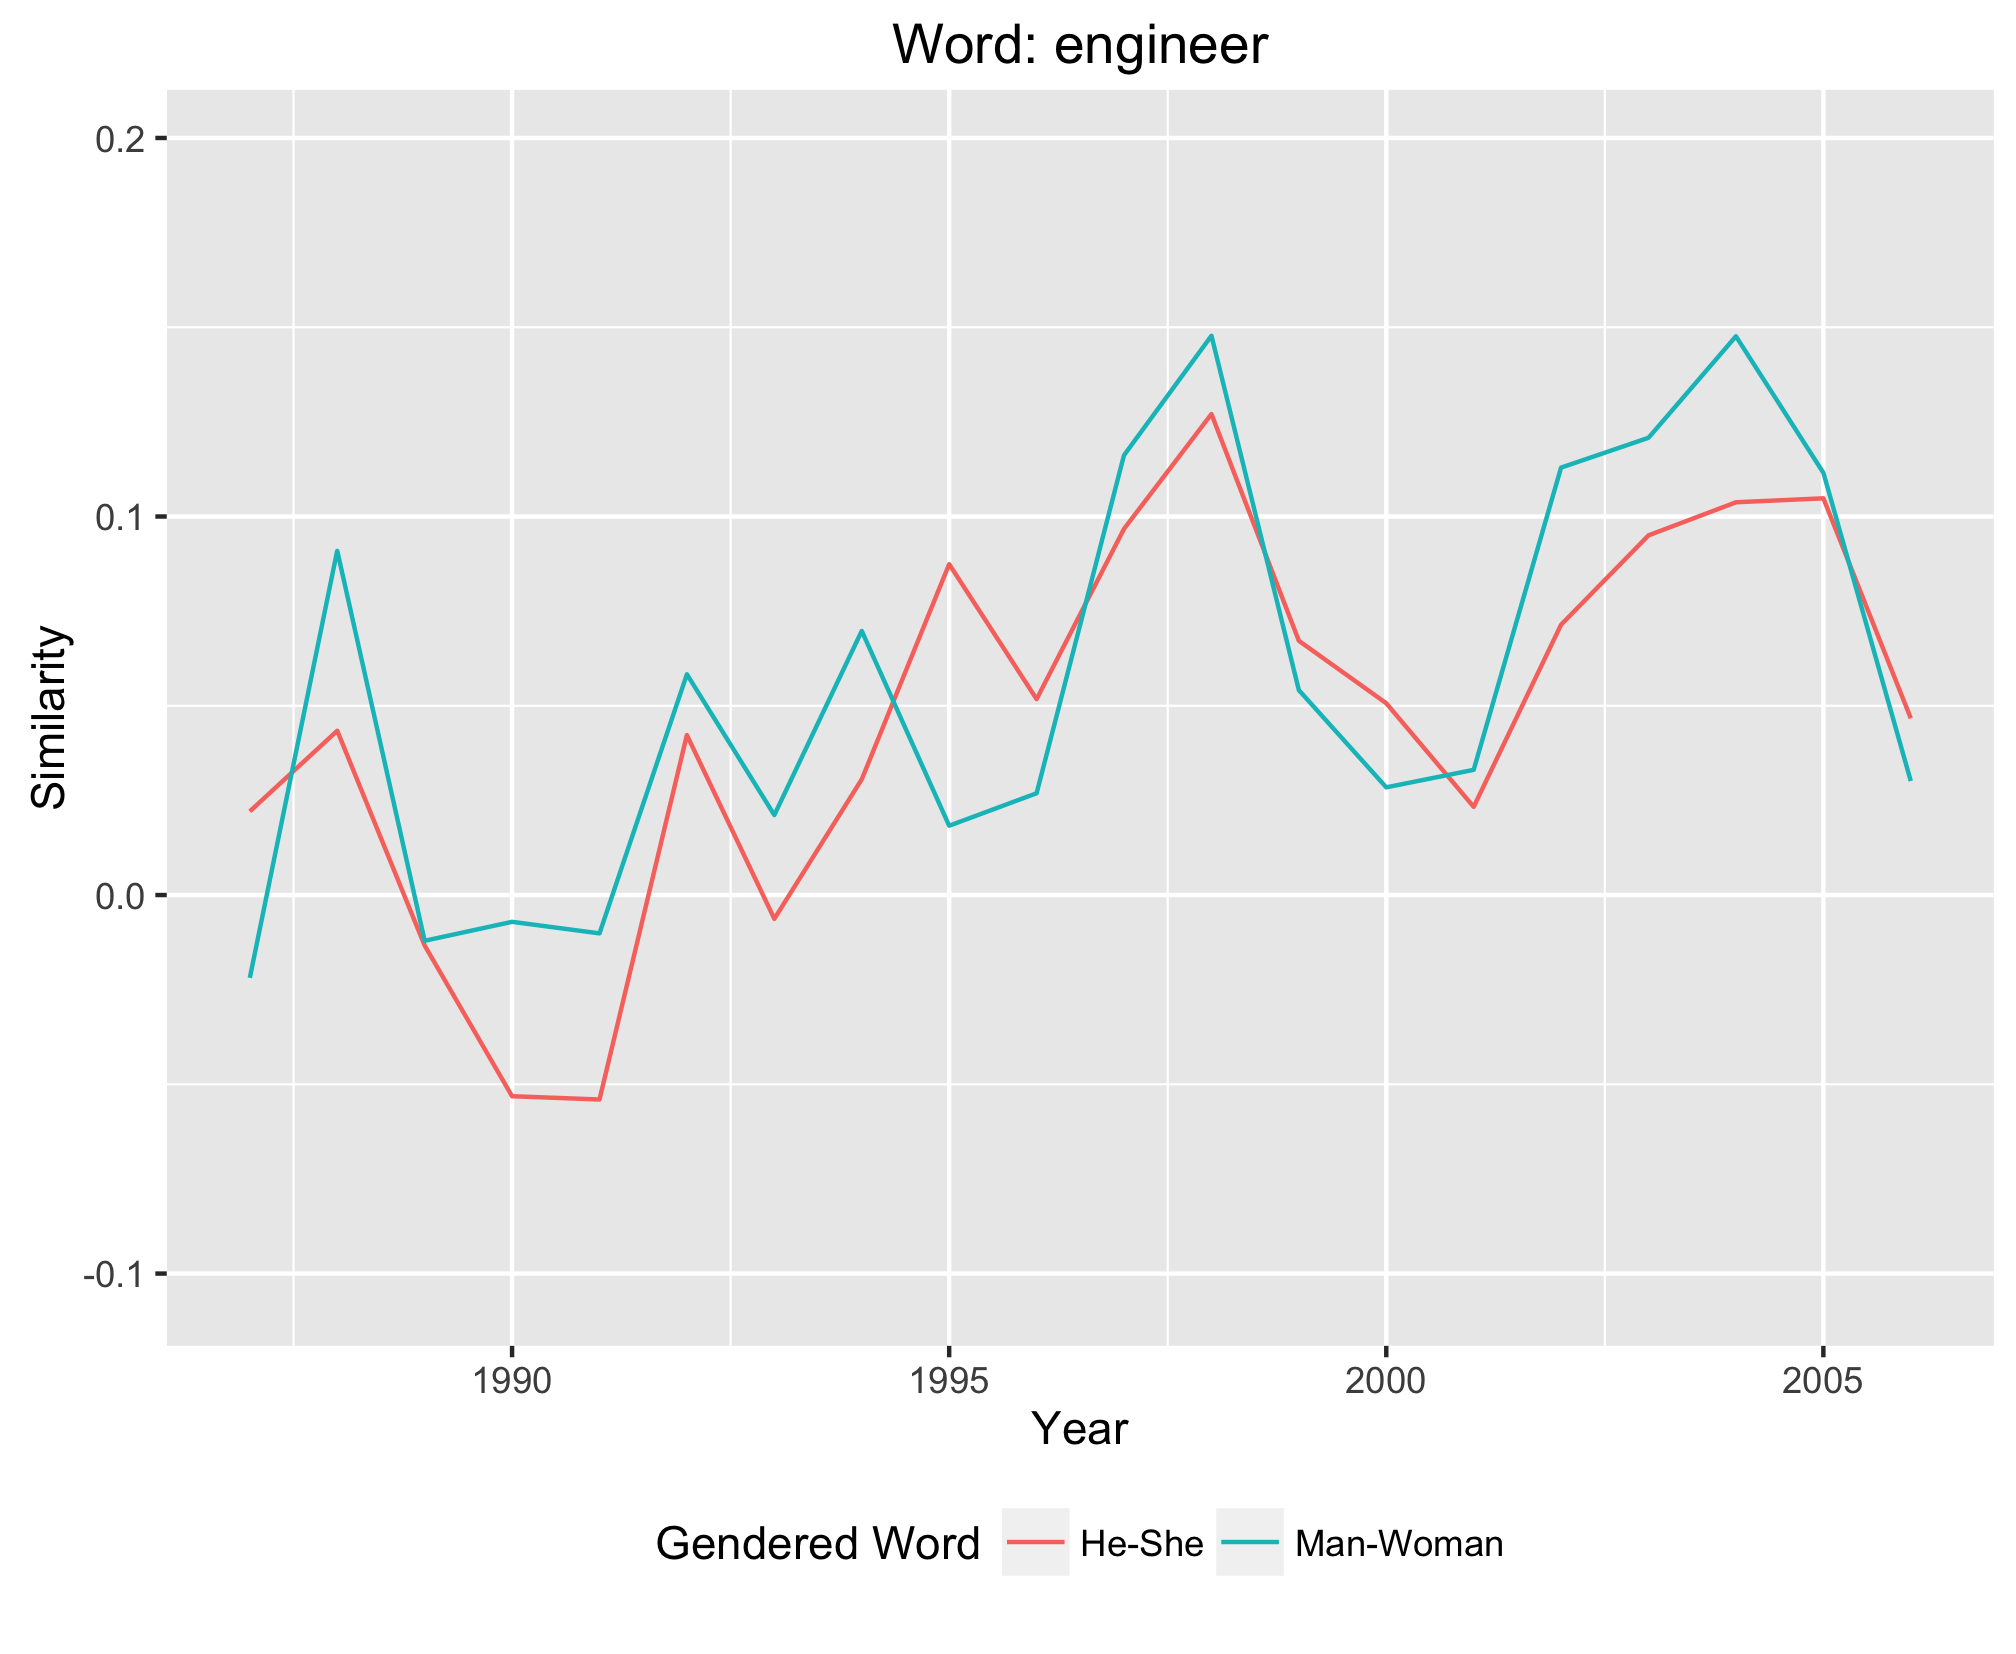 Word: engineer
0.2
0.1
0.0
-0.1
Similarity
1990 1995 2000 2005
Year
Gendered Word He-She Man-Woman